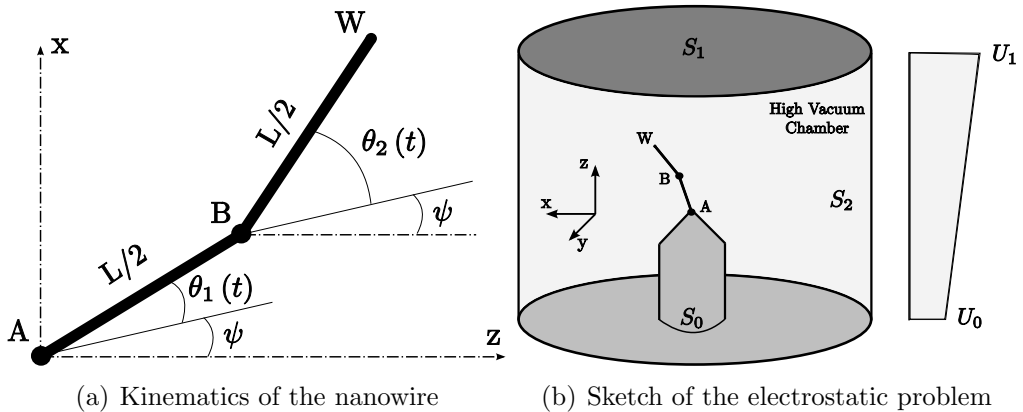 x
W
L/2
θ₂ (t)
B
ψ
L/2
θ₁ (t)
A
ψ
z
S₁
U₁
High Vacuum
Chamber
W
z
B
S₂
x
A
y
S₀
U₀
(a) Kinematics of the nanowire
(b) Sketch of the electrostatic problem